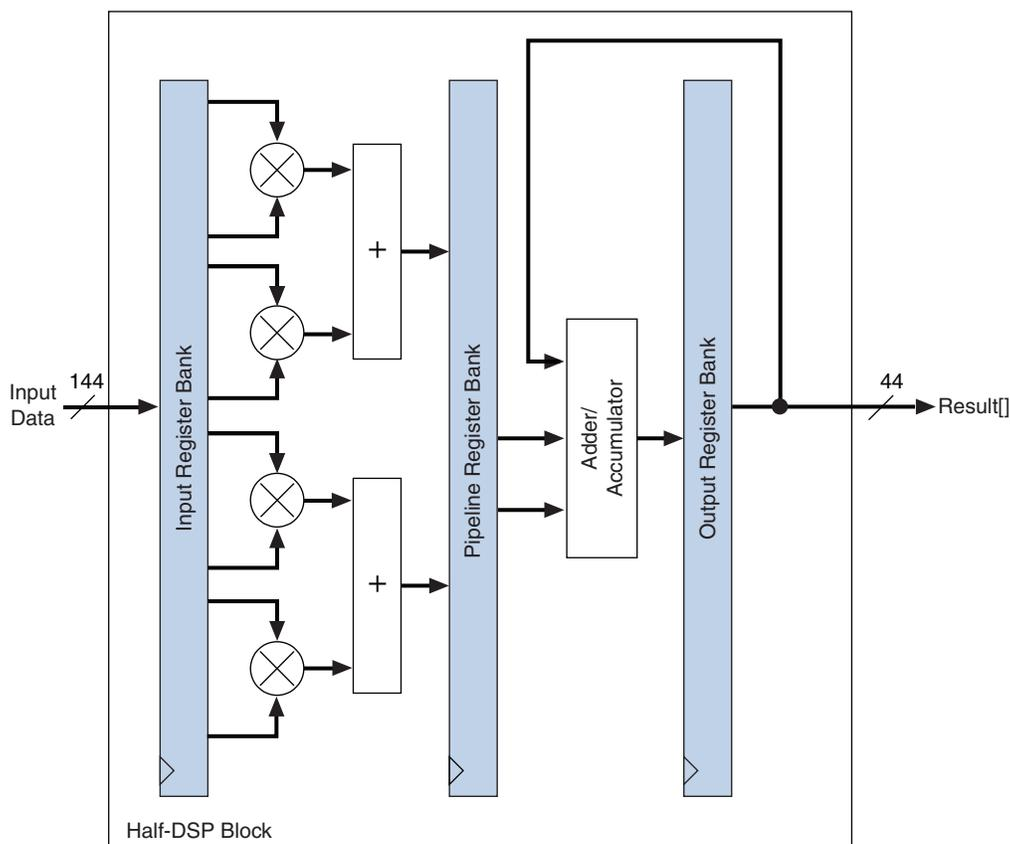 144
Input
Data
Input Register Bank
+
+
Pipeline Register Bank
Adder/
Accumulator
Output Register Bank
44
Result[]
Half-DSP Block